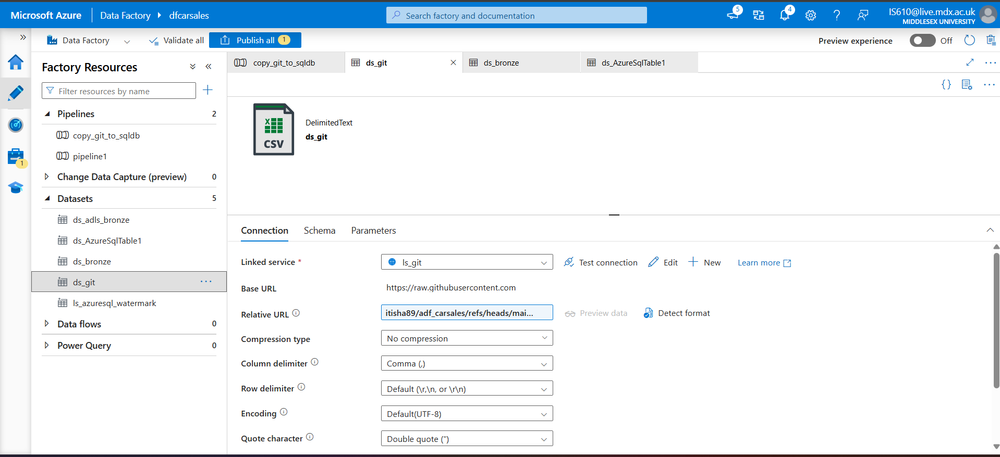 Microsoft Azure Data Factory dfcarsales Search factory and documentation 5 4 IS610@live.mdx.ac.uk
MIDDLESEX UNIVERSITY
Data Factory Validate all Publish all 1 Preview experience Off
Factory Resources
Filter resources by name
Pipelines 2
copy_git_to_sqldb
pipeline1
Change Data Capture (preview) 0
Datasets 5
ds_adls_bronze
ds_AzureSqlTable1
ds_bronze
ds_git
ls_azuresql_watermark
Data flows 0
Power Query 0
1
copy_git_to_sqldb ds_git ds_bronze ds_AzureSqlTable1
{}
X
CSV
DelimitedText
ds_git
Connection Schema Parameters
Linked service * ls_git Test connection Edit New Learn more
Base URL https://raw.githubusercontent.com
Relative URL itisha89/adf_carsales/refs/heads/mai... Preview data Detect format
Compression type No compression
Column delimiter Comma (,)
Row delimiter Default (\r,\n, or \r\n)
Encoding Default(UTF-8)
Quote character Double quote (")